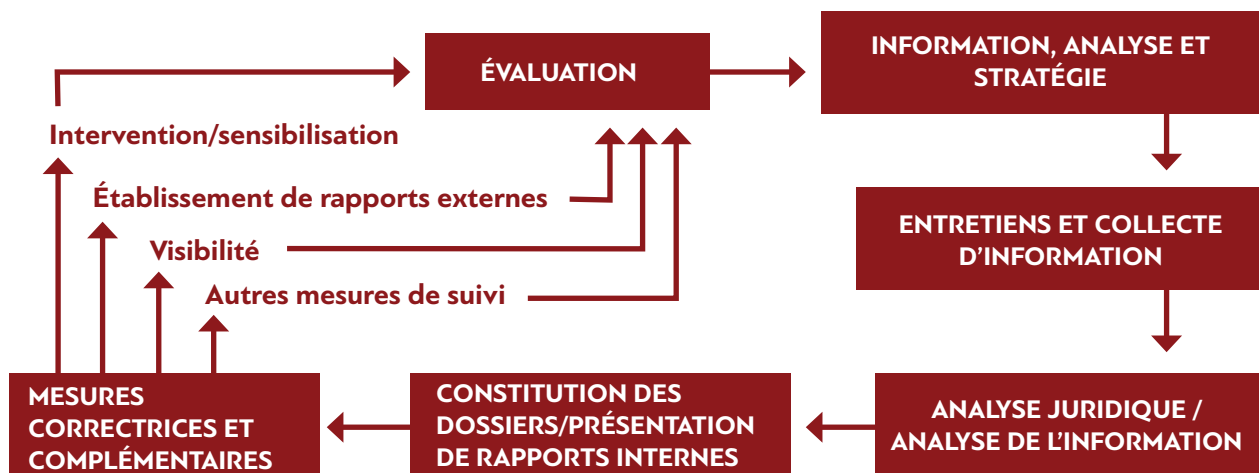 ÉVALUATION
INFORMATION, ANALYSE ET
STRATÉGIE
Intervention/sensibilisation
Établissement de rapports externes
Visibilité
Autres mesures de suivi
ENTRETIENS ET COLLECTE
D’INFORMATION
MESURES
CORRECTRICES ET
COMPLÉMENTAIRES
CONSTITUTION DES
DOSSIERS/PRÉSENTATION
DE RAPPORTS INTERNES
ANALYSE JURIDIQUE /
ANALYSE DE L’INFORMATION